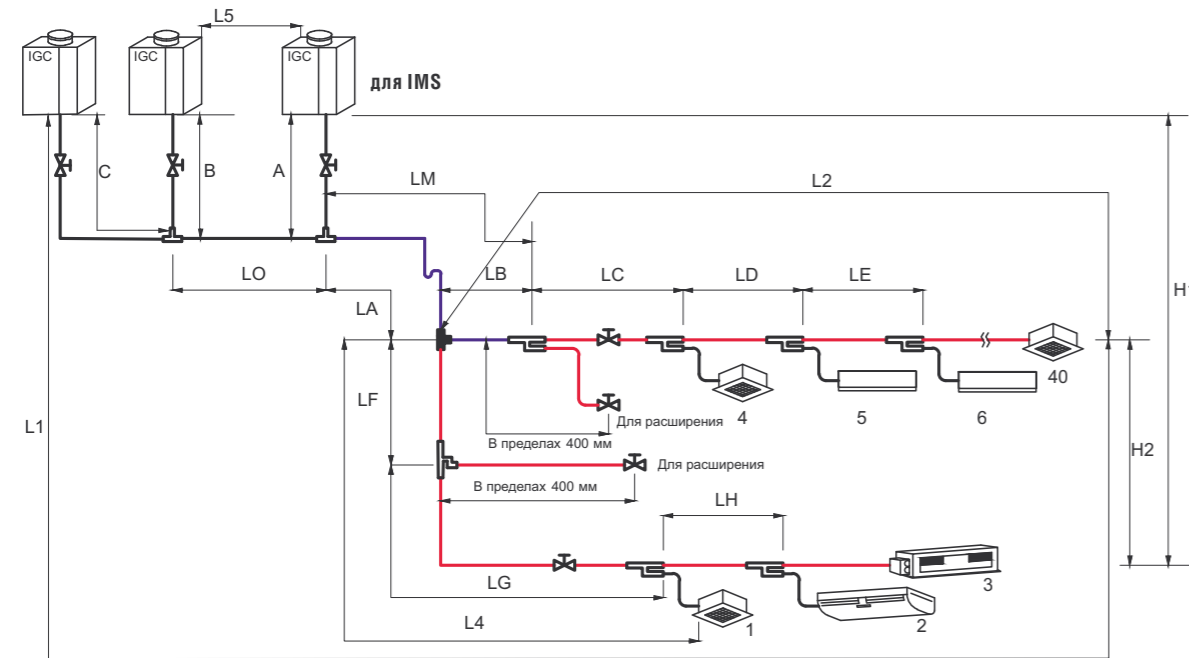 L5
IGC
IGC
IGC
для IMS
C
B
A
LM
L2
H1
LO
LA
LB
LC
LD
LE
4
5
6
40
Для расширения
В пределах 400 мм
LF
L1
H2
Для расширения
В пределах 400 мм
LH
LG
3
L4
1
2